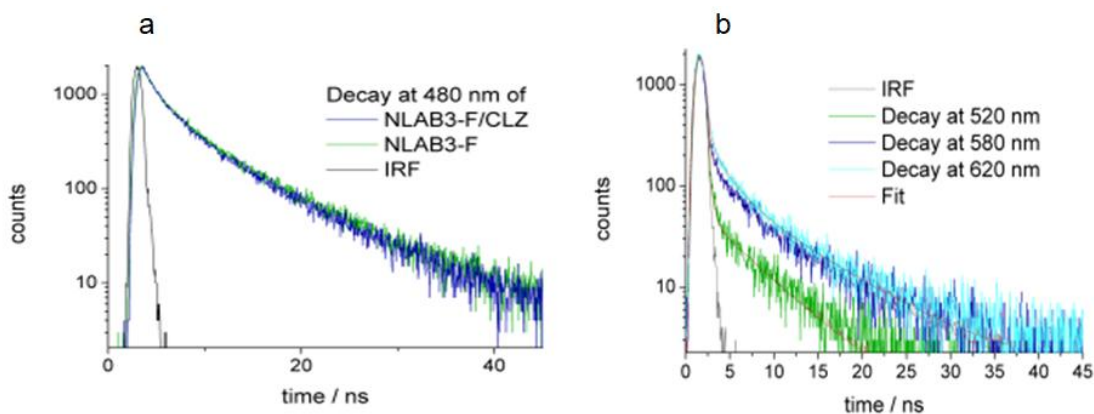 a
1000
100
10
counts
Decay at 480 nm of
NLAB3-F/CLZ
NLAB3-F
IRF
0
20
40
time / ns
b
1000
100
10
counts
IRF
Decay at 520 nm
Decay at 580 nm
Decay at 620 nm
Fit
0
5
10
15
20
25
30
35
40
45
time / ns